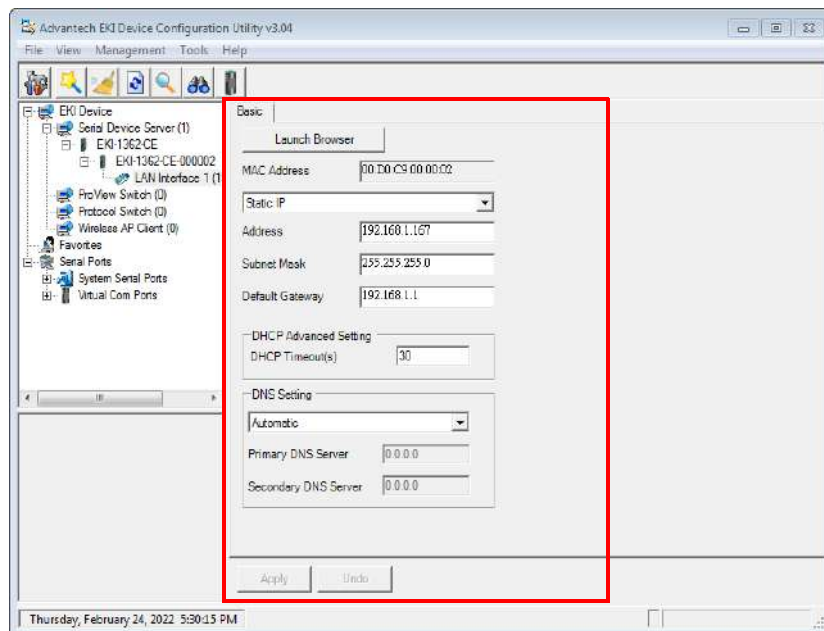 Advantech EKI Device Configuration Utility v3.04
File View Management Tools Help
EKI Device
Serial Device Server (1)
EKI-1362-CE
EKI-1362-CE-000002
LAN Interface 1 (1
ProView Switch (0)
Protocol Switch (0)
Wireless AP Client (0)
Favorites
Serial Ports
System Serial Ports
Virtual Com Ports
Basic
Launch Browser
MAC Address 00:D0:C9:00:00:02
Static IP
Address 192.168.1.167
Subnet Mask 255.255.255.0
Default Gateway 192.168.1.1
DHCP Advanced Setting
DHCP Timeout(s) 30
DNS Setting
Automatic
Primary DNS Server 0.0.0.0
Secondary DNS Server 0.0.0.0
Apply Undo
Thursday, February 24, 2022 5:30:15 PM